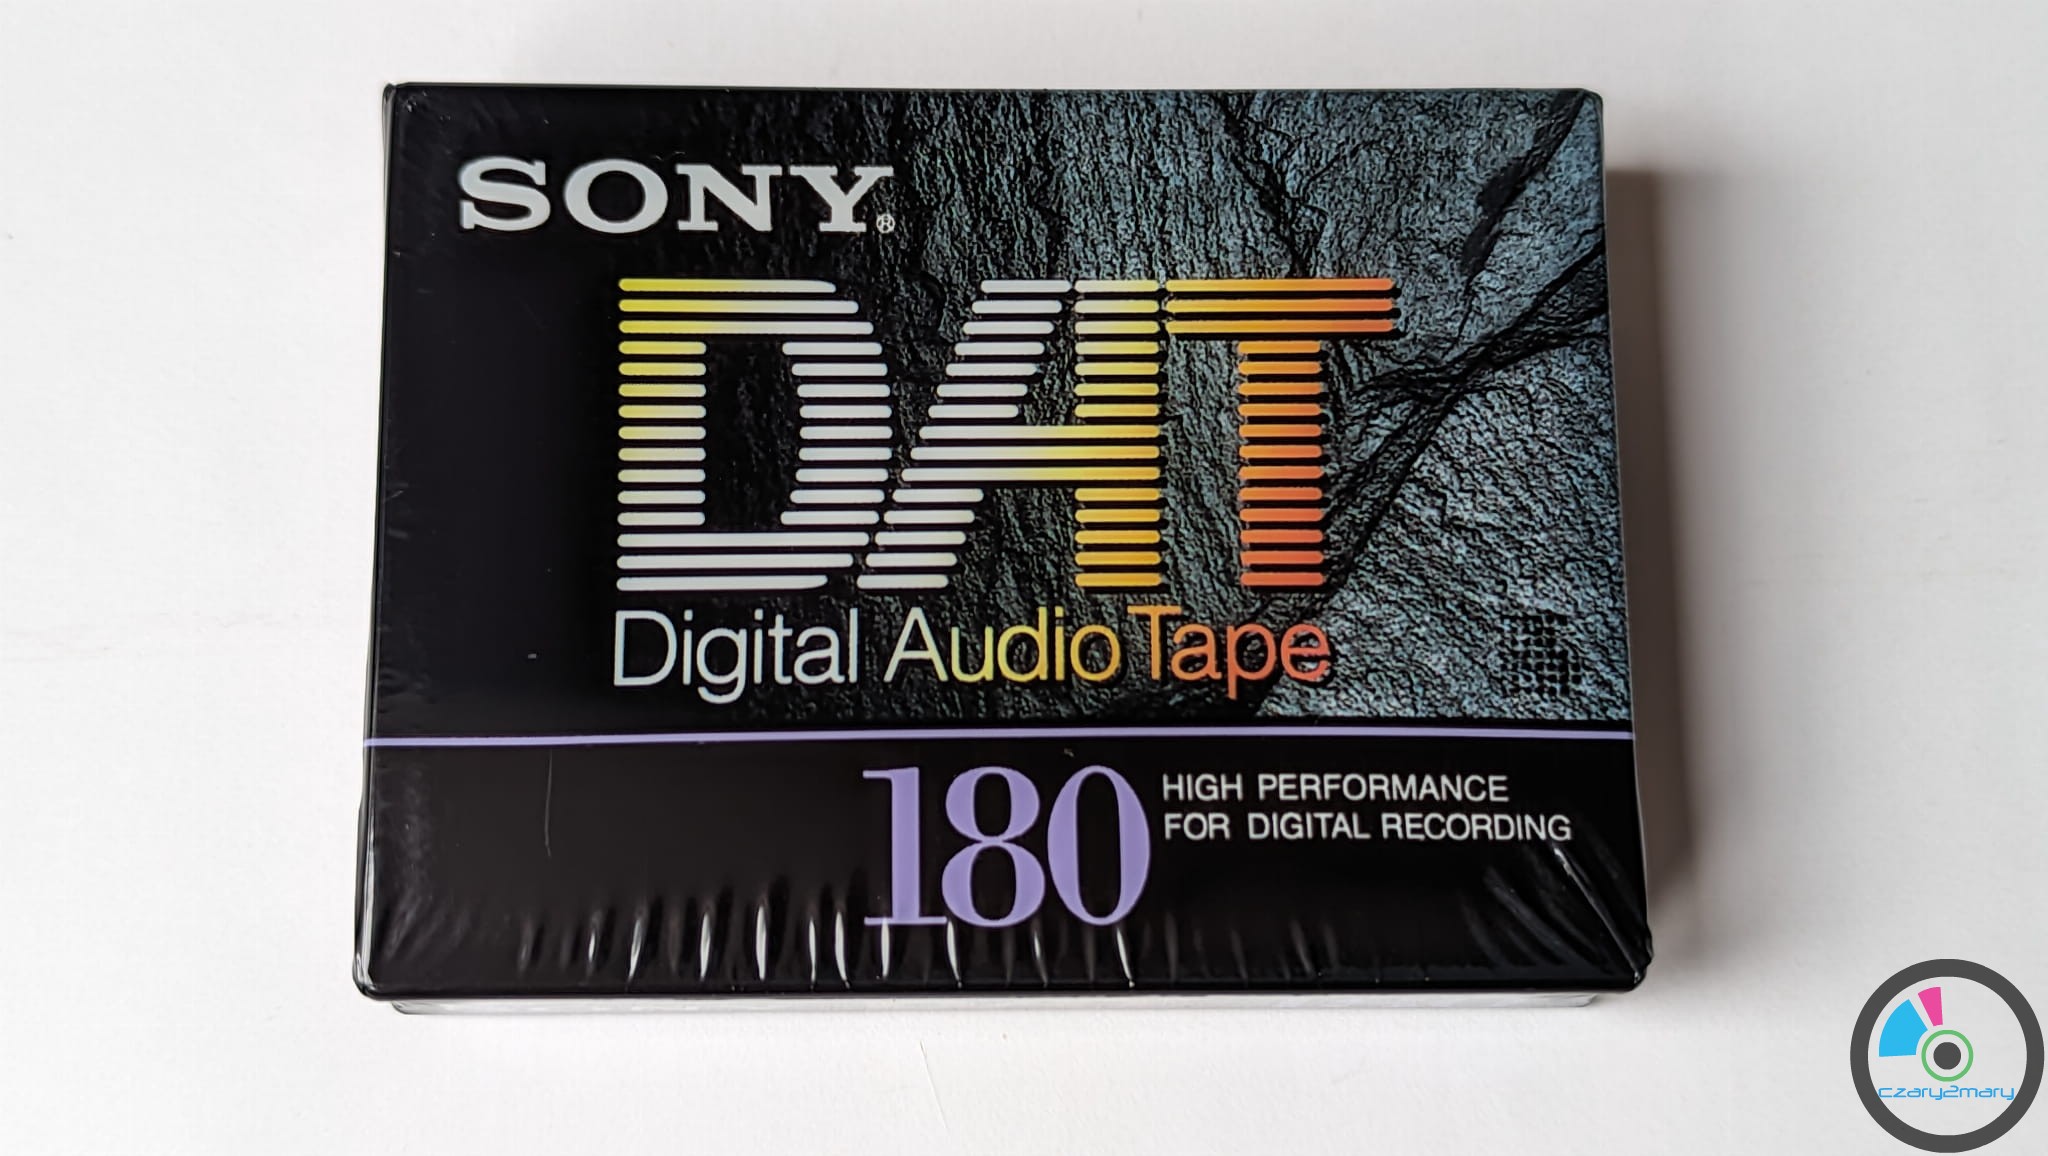 SONY®
DAT
Digital Audio Tape
180
HIGH PERFORMANCE
FOR DIGITAL RECORDING
czary2mary